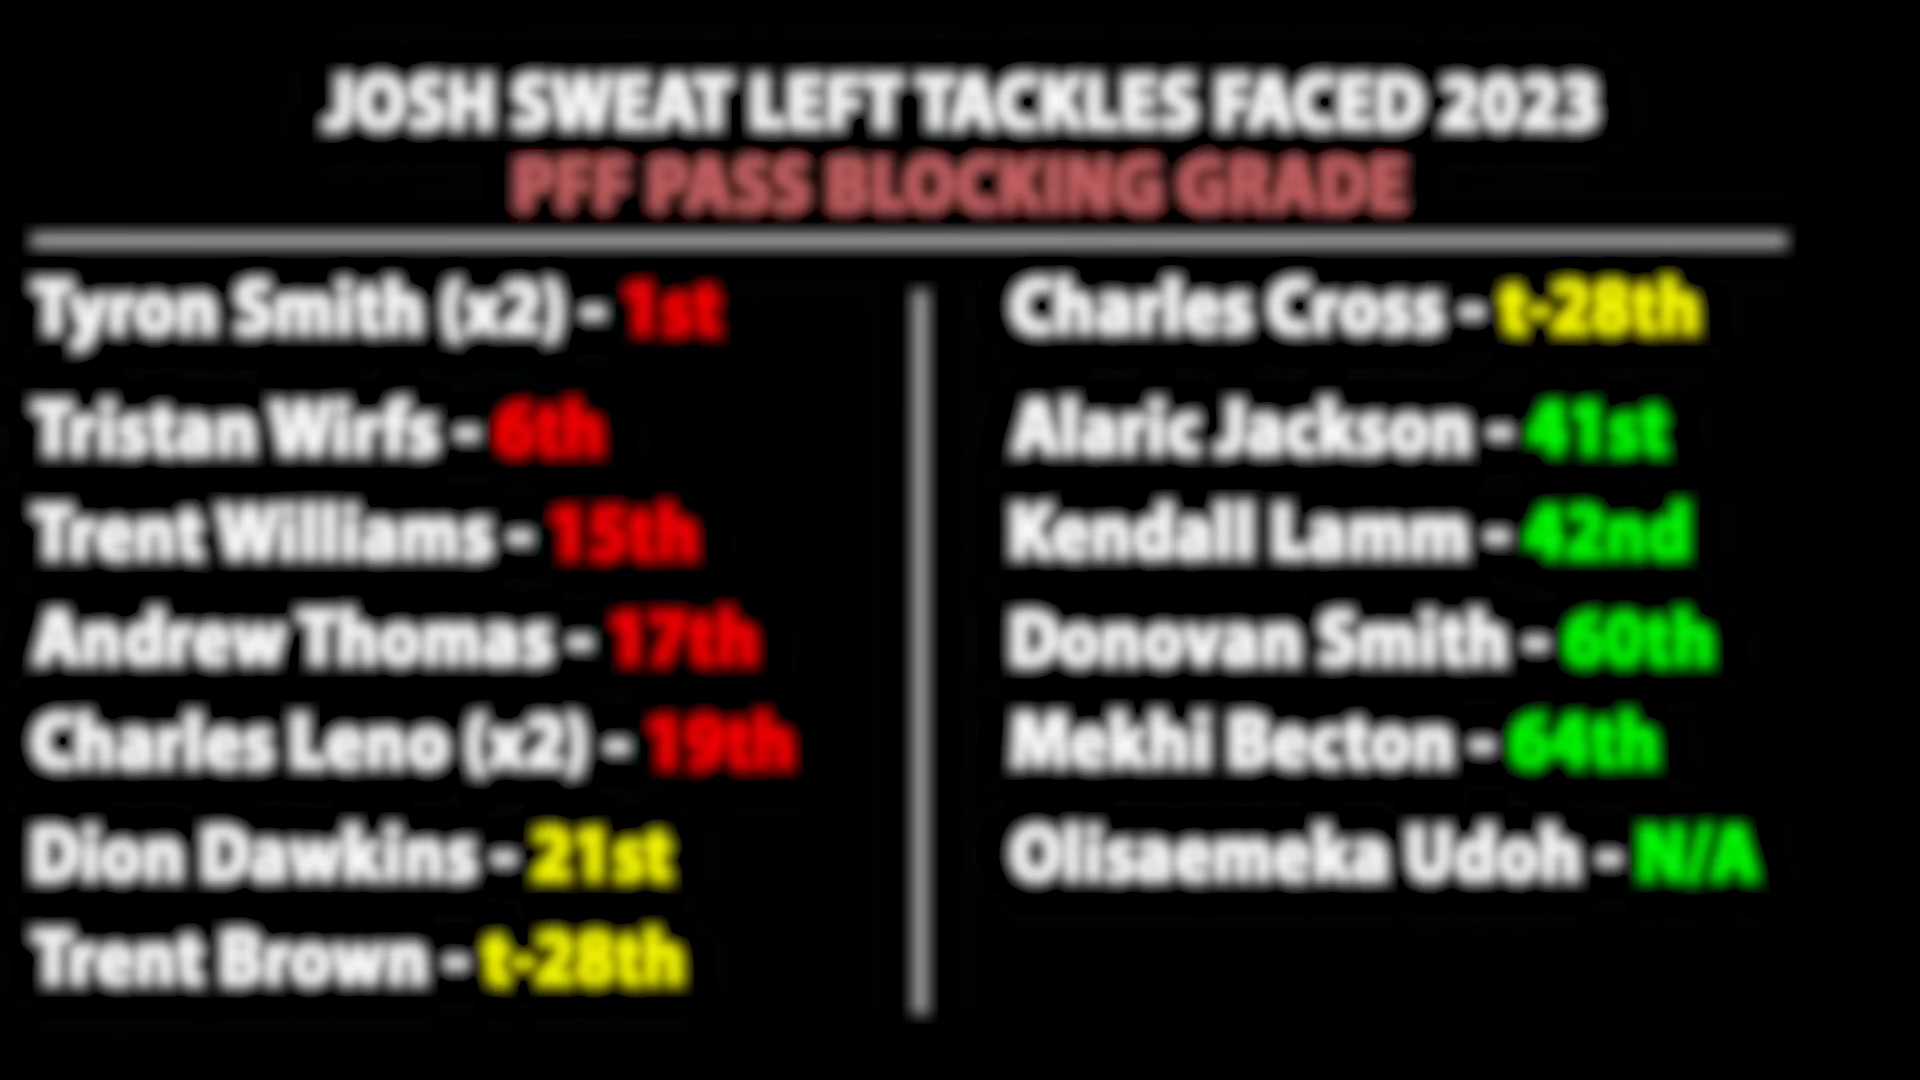 JOSH SWEAT LEFT TACKLES FACED 2023
PFF PASS BLOCKING GRADE
Tyron Smith (x2) - 1st
Tristan Wirfs - 6th
Trent Williams - 15th
Andrew Thomas - 17th
Charles Leno (x2) - 19th
Dion Dawkins - 21st
Trent Brown - t-28th
Charles Cross - t-28th
Alaric Jackson - 41st
Kendall Lamm - 42nd
Donovan Smith - 60th
Mekhi Becton - 64th
Olisaemeka Udoh - N/A